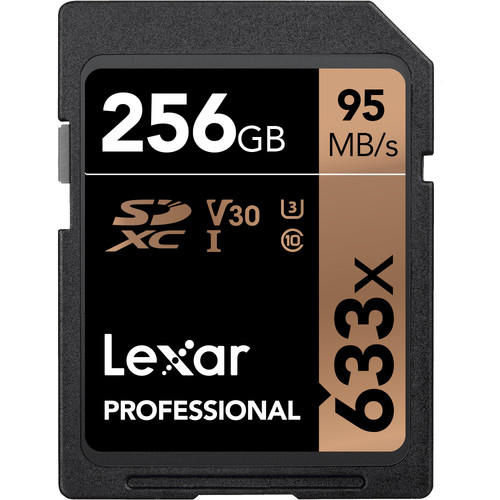 256GB
95
MB/s
SD
XC
V30
I
3
10
633x
Lexar
PROFESSIONAL